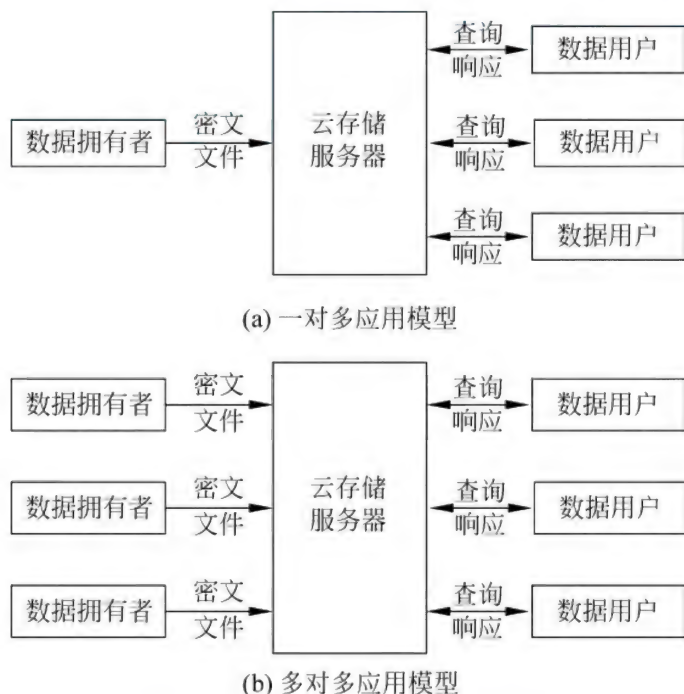 查询
响应
数据用户
数据拥有者
密文
文件
云存储
服务器
查询
响应
数据用户
查询
响应
数据用户
(a) 一对多应用模型
数据拥有者
密文
文件
查询
响应
数据用户
数据拥有者
密文
文件
云存储
服务器
查询
响应
数据用户
数据拥有者
密文
文件
查询
响应
数据用户
(b) 多对多应用模型